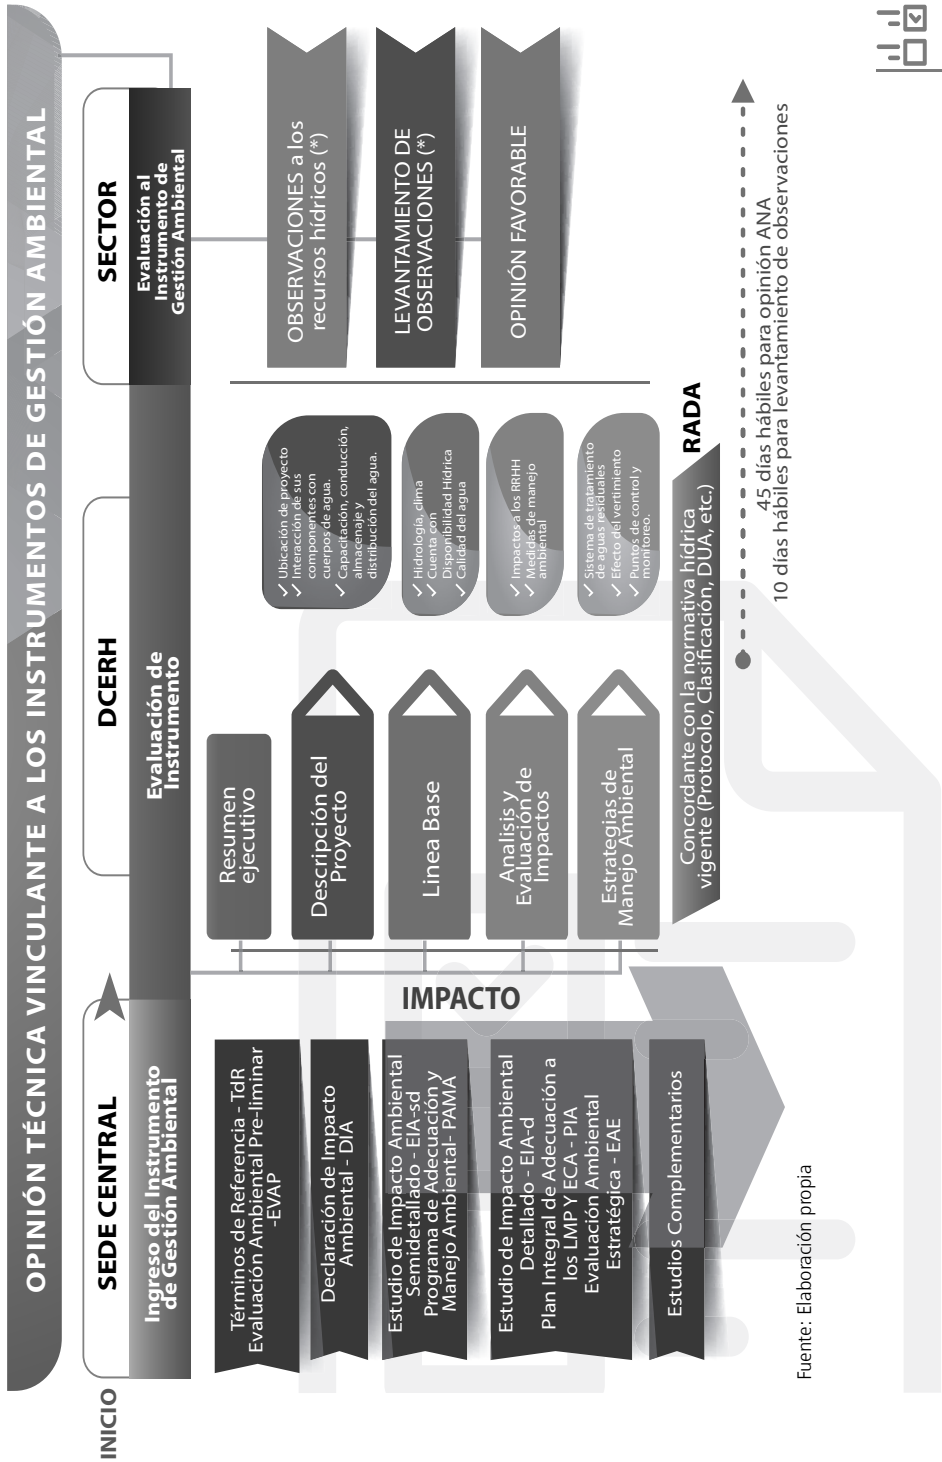 OPINIÓN TÉCNICA VINCULANTE A LOS INSTRUMENTOS DE GESTIÓN AMBIENTAL
INICIO
SEDE CENTRAL
Ingreso del Instrumento
de Gestión Ambiental
Términos de Referencia - TdR
Evaluación Ambiental Pre-liminar
-EVAP
Declaración de Impacto
Ambiental - DIA
Estudio de Impacto Ambiental
Semidetallado - EIA-sd
Programa de Adecuación y
Manejo Ambiental- PAMA
Estudio de Impacto Ambiental
Detallado - EIA-d
Plan Integral de Adecuación a
los LMP Y ECA - PIA
Evaluación Ambiental
Estratégica - EAE
Estudios Complementarios
IMPACTO
DCERH
Evaluación de
Instrumento
Resumen
ejecutivo
Descripción del
Proyecto
Linea Base
Analisis y
Evaluación de
Impactos
Estrategias de
Manejo Ambiental
✓ Ubicación de proyecto
✓ Interacción de sus
componentes con
cuerpos de agua.
✓ Capacitación, conducción,
almacenaje y
distribución del agua.
✓ Hidrología, clima
✓ Cuenta con
Disponibilidad Hídrica
✓ Calidad del agua
✓ Impactos a los RRHH
✓ Medidas de manejo
ambiental
✓ Sistema de tratamiento
de aguas residuales
✓ Efecto del vertimiento
✓ Puntos de control y
monitoreo.
Concordante con la normativa hídrica
vigente (Protocolo, Clasificación, DUA, etc.)
RADA
SECTOR
Evaluación al
Instrumento de
Gestión Ambiental
OBSERVACIONES a los
recursos hídricos (*)
LEVANTAMIENTO DE
OBSERVACIONES (*)
OPINIÓN FAVORABLE
45 días hábiles para opinión ANA
10 días hábiles para levantamiento de observaciones
Fuente: Elaboración propia